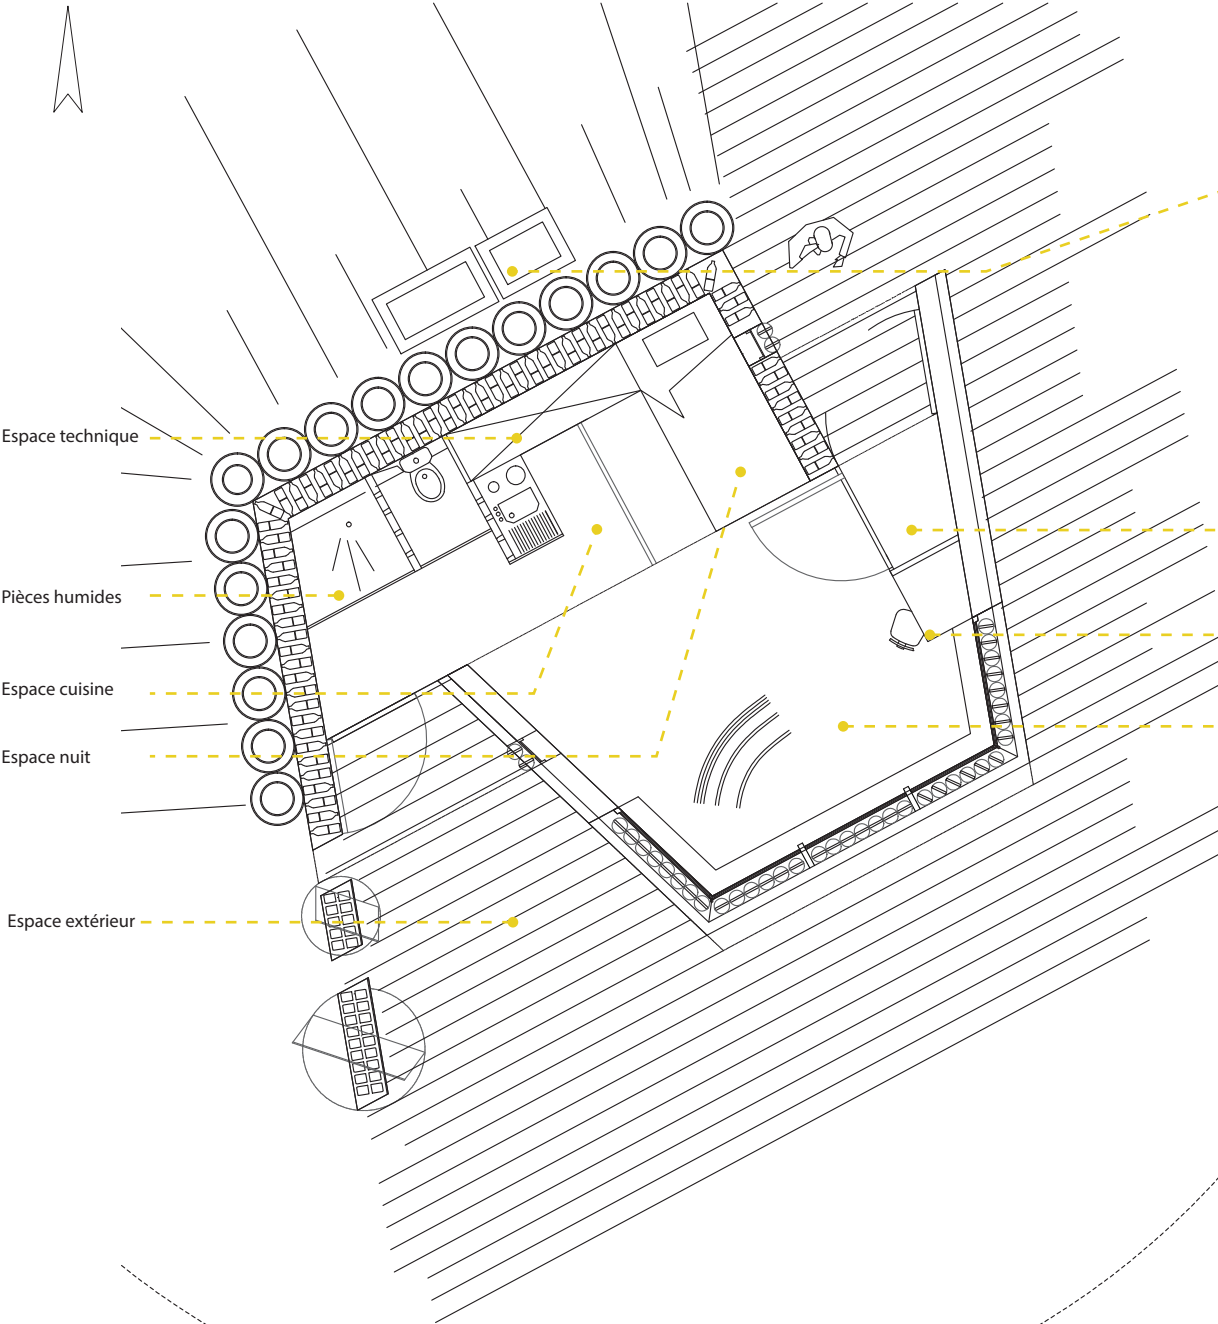 Espace technique
Pièces humides
Espace cuisine
Espace nuit
Espace extérieur